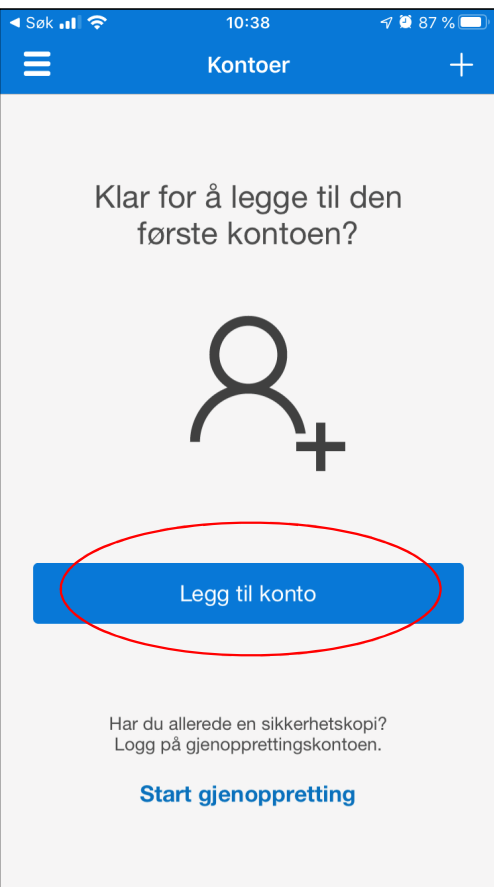 Søk 10:38 87 %
Kontoer
Klar for å legge til den
første kontoen?
Legg til konto
Har du allerede en sikkerhetskopi?
Logg på gjenopprettingskontoen.
Start gjenoppretting